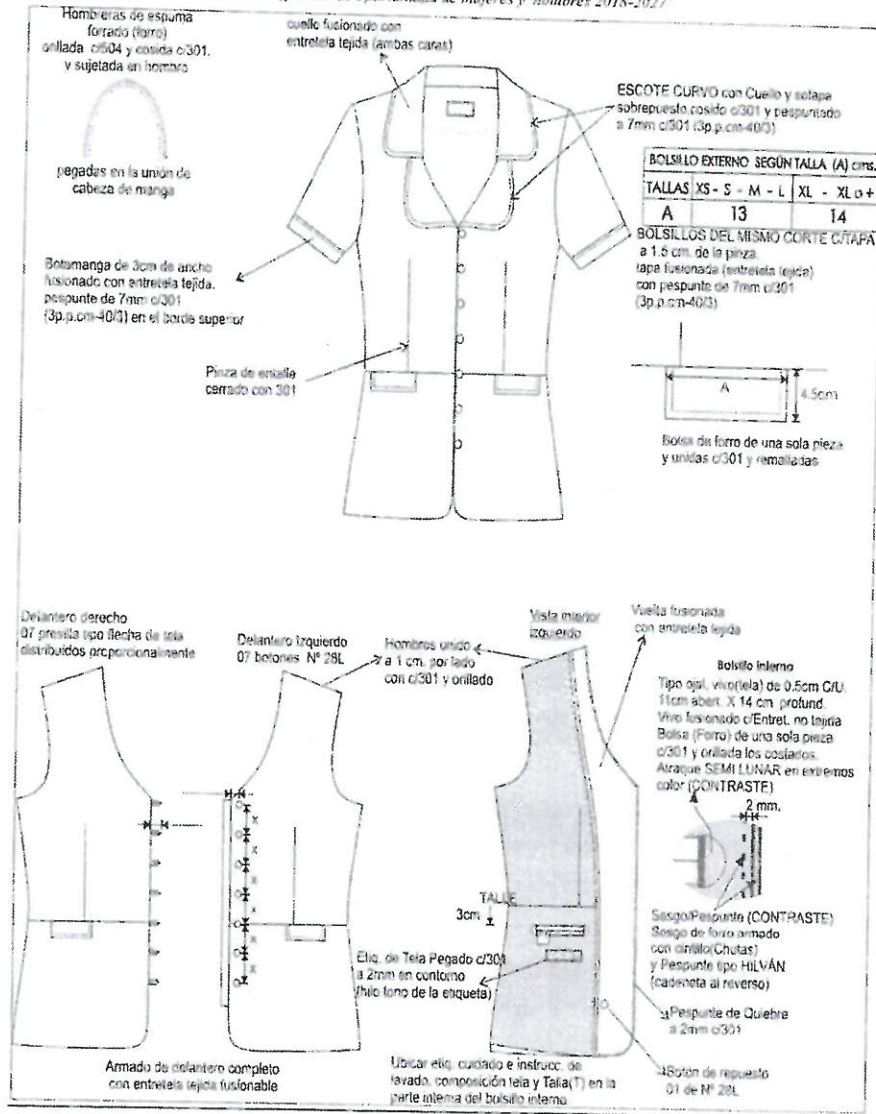 de mujeres y hombres 2018-2027
Hombreras de espuma
forrado (forro)
orillada c/504 y cosida c/301.
y sujetada en hombro
pegadas en la unión de
cabeza de manga
cuello fusionado con
entretela tejida (ambas caras)
ESCOTE CURVO con Cuello y solapa
sobrepuesto cosido c/301 y pespuntado
a 7mm c/301 (3p.p.cm-40/3)
BOLSILLO EXTERNO SEGÚN TALLA (A) cms.
TALLAS XS - S - M - L XL - XL o +
A 13 14
BOLSILLOS DEL MISMO CORTE C/TAPA
a 1.5 cm. de la pinza.
tapa fusionada (entretela tejida)
con pespunte de 7mm c/301
(3p.p.cm-40/3)
Botamanga de 3cm de ancho
fusionado con entretela tejida.
pespunte de 7mm c/301
(3p.p.cm-40/3) en el borde superior
Pinza de entalle
cerrado con 301
A
4.5cm
Bolsa de forro de una sola pieza
y unidas c/301 y remalladas
Delantero derecho
07 presilla tipo flecha de tela
distribuidos proporcionalmente
Delantero Izquierdo
07 botones N° 28L
Hombros unido
a 1 cm. por lado
con c/301 y orillado
Vista interior
izquierdo
Vuelta fusionada
con entretela tejida
Bolsillo Interno
Tipo ojal, vivo(tela) de 0.5cm C/U.
11cm abert. X 14 cm profund.
Vivo fusionado c/Entret. no tejida
Bolsa (Forro) de una sola pieza
c/301 y orillada los costados.
Atraque SEMI LUNAR en extremos
color (CONTRASTE)
2 mm.
x
x
x
x
x
x
TALLE
3cm
Etiq. de Tela Pegado c/301
a 2mm en contorno
(hilo tono de la etiqueta)
Sesgo/Pespunte (CONTRASTE)
Sesgo de forro armado
con cintillo(Chutas)
y Pespunte tipo HILVÁN
(cadeneta al reverso)
Pespunte de Quiebre
a 2mm c/301
Armado de delantero completo
con entretela tejida fusionable
Ubicar etiq. cuidado e instrucc. de
lavado, composición tela y Talla(T) en la
parte interna del bolsillo interno.
Botón de repuesto
01 de N° 28L